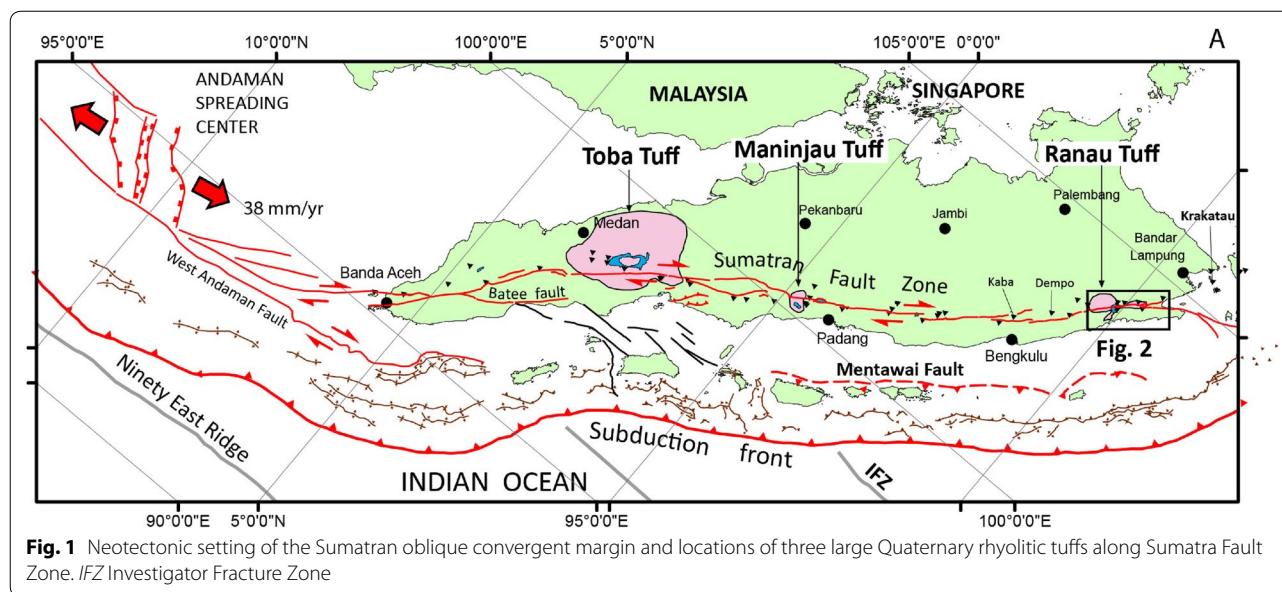 95°0'0"E
10°0'0"N
100°0'0"E
5°0'0"N
105°0'0"E 0°0'0"
A
ANDAMAN
SPREADING
CENTER
MALAYSIA
SINGAPORE
Toba Tuff
Maninjau Tuff
Ranau Tuff
38 mm/yr
Medan
Pekanbaru
Jambi
Palembang
Krakatau
Bandar
Lampung
West Andaman Fault
Banda Aceh
Batee fault
Sumatran Fault Zone
Kaba
Dempo
Padang
Bengkulu
Fig. 2
Mentawai Fault
Ninety East Ridge
Subduction front
INDIAN OCEAN
IFZ
90°0'0"E
5°0'0"N
95°0'0"E
100°0'0"E
Fig. 1 Neotectonic setting of the Sumatran oblique convergent margin and locations of three large Quaternary rhyolitic tuffs along Sumatra Fault
Zone. IFZ Investigator Fracture Zone